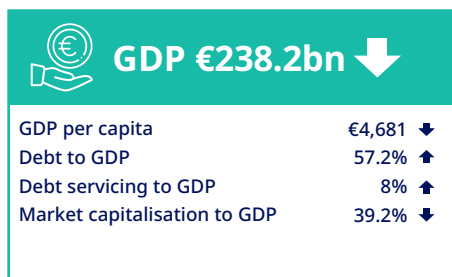 GDP €238.2bn
GDP per capita €4,681
Debt to GDP 57.2%
Debt servicing to GDP 8%
Market capitalisation to GDP 39.2%